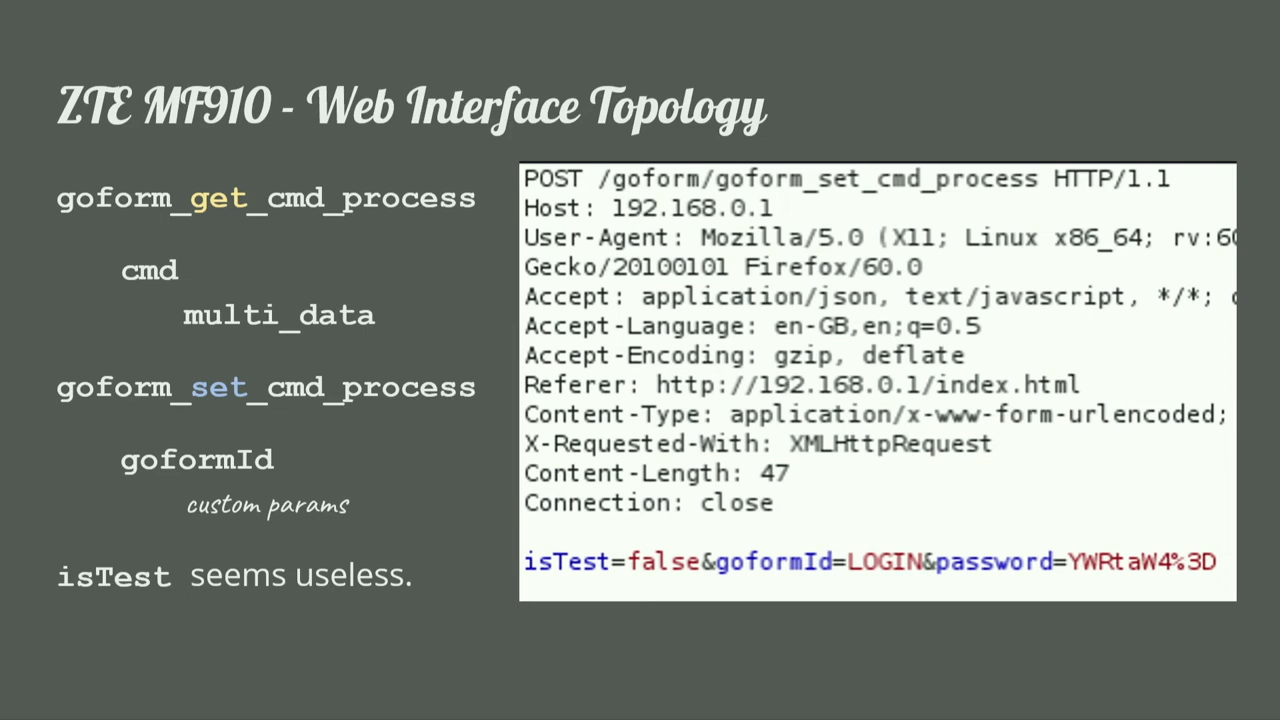 ZTE MF910 - Web Interface Topology
goform_get_cmd_process
cmd
multi_data
goform_set_cmd_process
goformId
custom params
isTest seems useless.
POST /goform/goform_set_cmd_process HTTP/1.1
Host: 192.168.0.1
User-Agent: Mozilla/5.0 (X11; Linux x86_64; rv:60
Gecko/20100101 Firefox/60.0
Accept: application/json, text/javascript, */*;
Accept-Language: en-GB,en;q=0.5
Accept-Encoding: gzip, deflate
Referer: http://192.168.0.1/index.html
Content-Type: application/x-www-form-urlencoded;
X-Requested-With: XMLHttpRequest
Content-Length: 47
Connection: close
isTest=false&goformId=LOGIN&password=YWRtaW4%3D